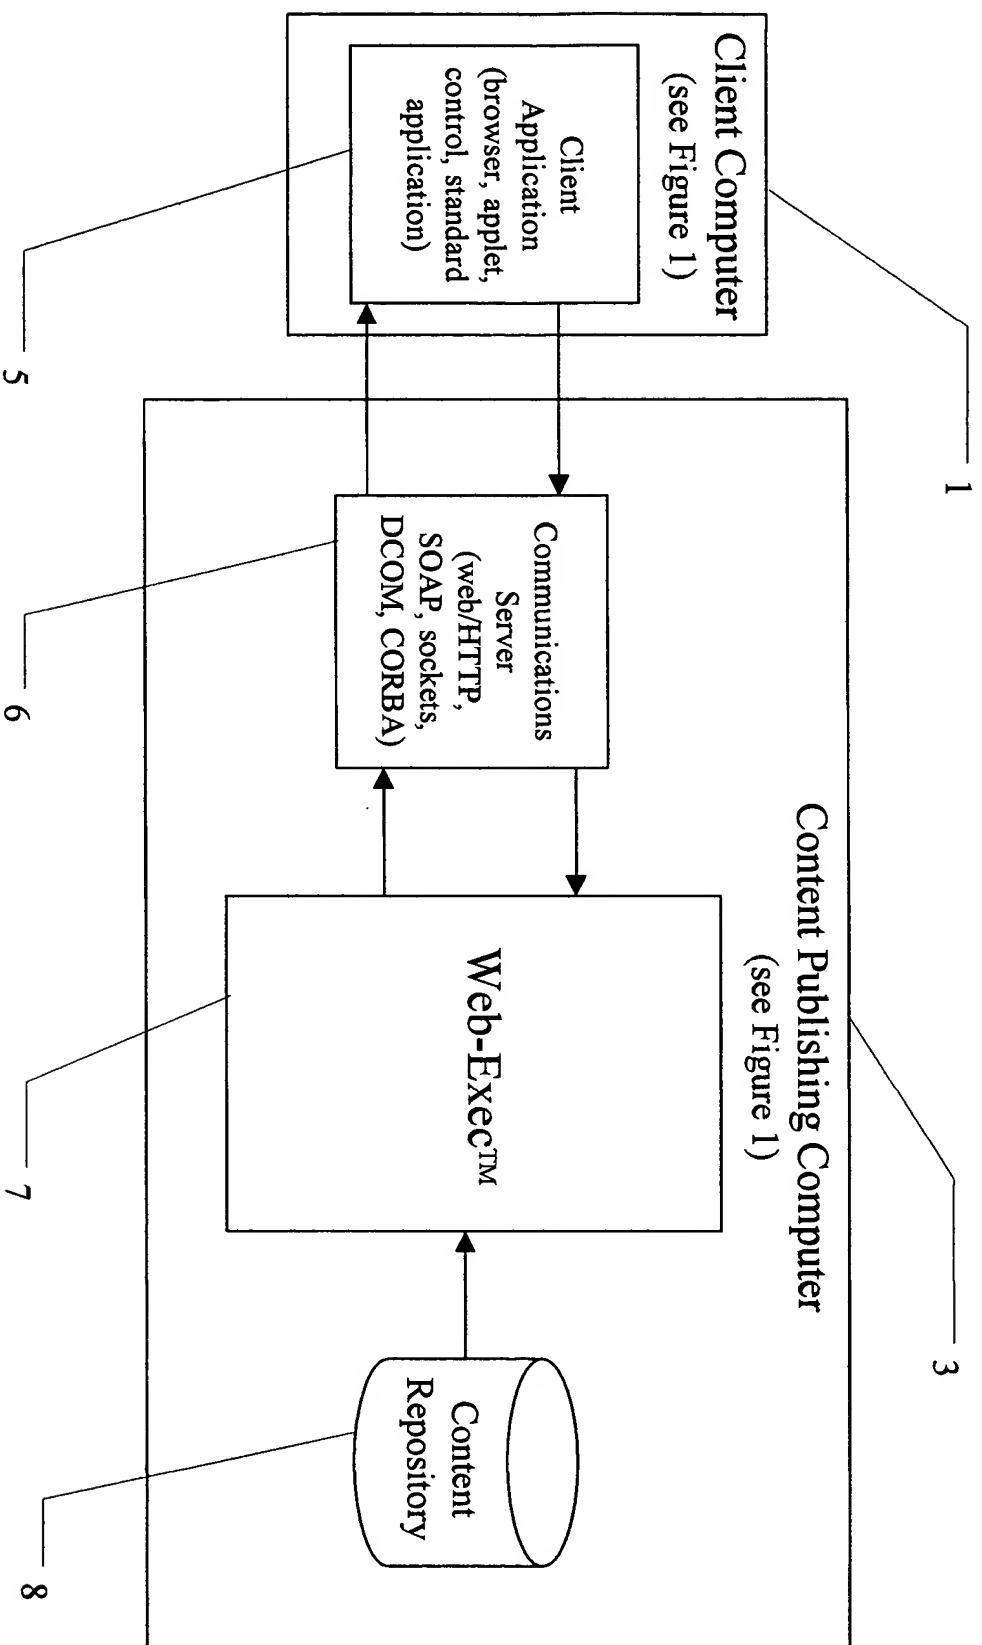 Client Computer
(see Figure 1)
Client
Application
(browser, applet,
control, standard
application)
1
5
Content Publishing Computer
(see Figure 1)
Communications
Server
(web/HTTP,
SOAP, sockets,
DCOM, CORBA)
Web-Exec™
Content
Repository
3
6
7
8